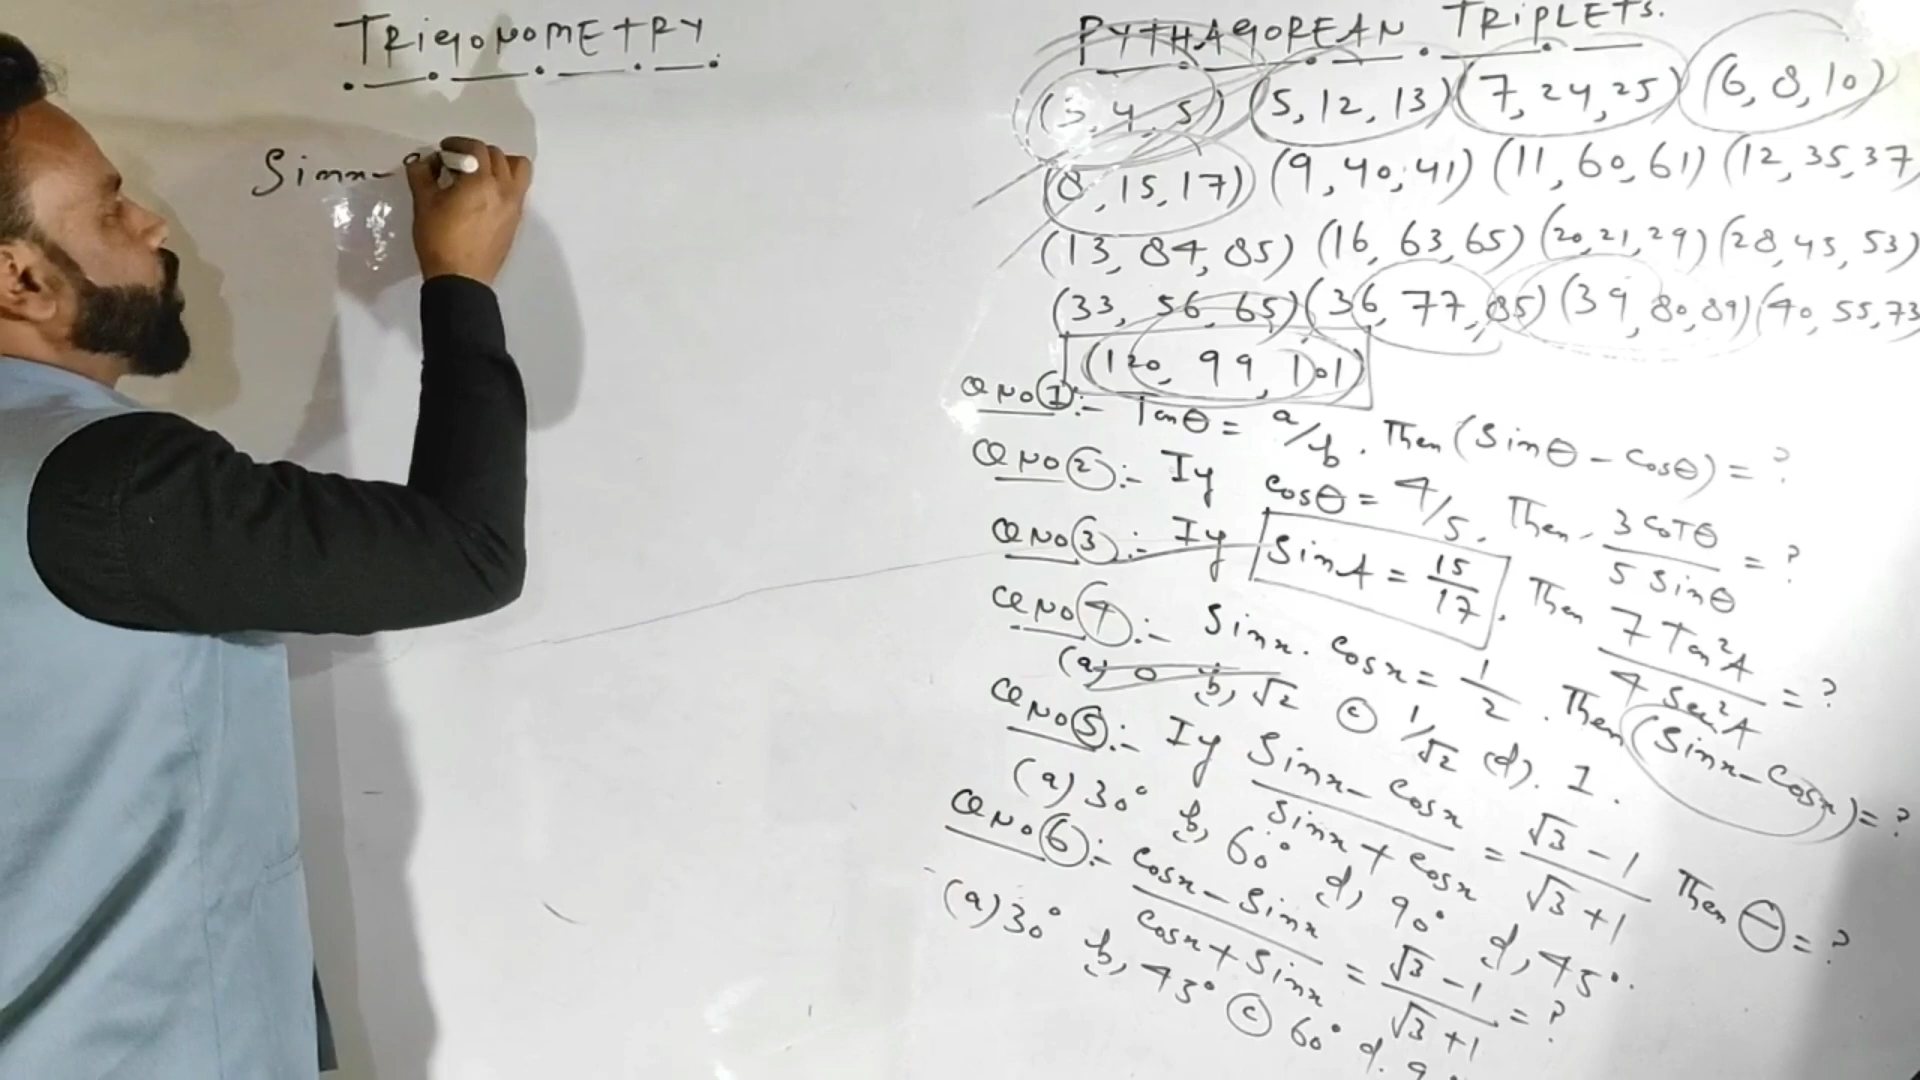 TRIGONOMETRY
Sinx-
PYTHAGOREAN TRIPLETS.
(3, 4, 5) (5, 12, 13) (7, 24, 25) (6, 8, 10)
(8, 15, 17) (9, 40, 41) (11, 60, 61) (12, 35, 37
(13, 84, 85) (16, 63, 65) (20, 21, 29) (28, 45, 53)
(33, 56, 65) (36, 77, 85) (39, 80, 89) (40, 55, 73
(120, 99, 101)
Q No 1:- Tanθ = a/b. Then (Sinθ - Cosθ) = ?
Q No 2:- If cosθ = 4/5. Then, 3 cotθ / 5 Sinθ = ?
Q No 3:- If SinA = 15/17. Then 7 Tan²A / 4 Sec²A = ?
Q No 4:- Sinx. Cosx = 1/2. Then (Sinx - Cosx) = ?
(a) 0 b, √2 (c) 1/√2 (d). 1.
Q No 5:- If Sinx - Cosx / Sinx + Cosx = √3 - 1 / √3 + 1 Then θ = ?
(a) 30° b, 60° d, 90° d, 45°.
Q No 6:- Cosx - Sinx / Cosx + Sinx = √3 - 1 / √3 + 1 = ?
(a) 30° b, 45° (c) 60° d. 9